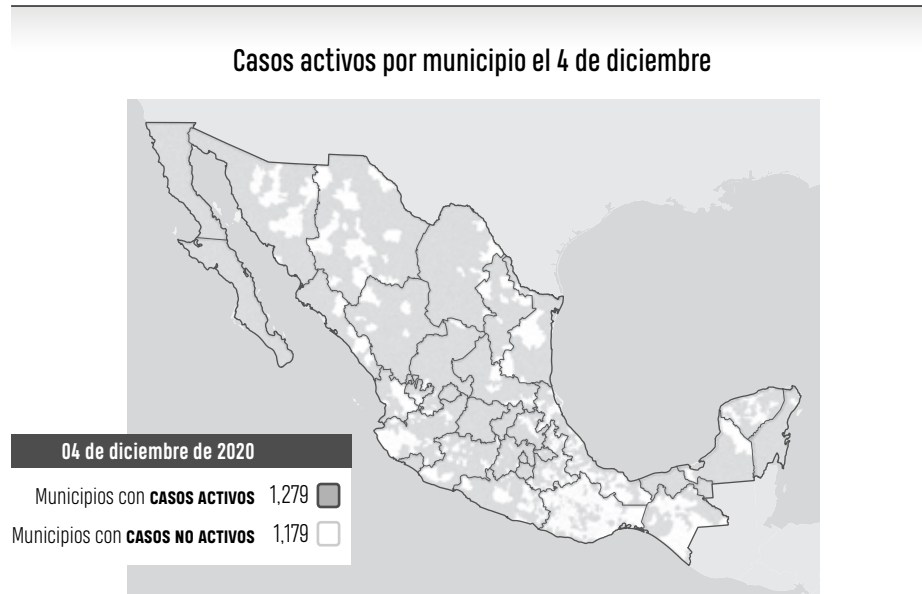 Casos activos por municipio el 4 de diciembre
04 de diciembre de 2020
Municipios con CASOS ACTIVOS 1,279
Municipios con CASOS NO ACTIVOS 1,179